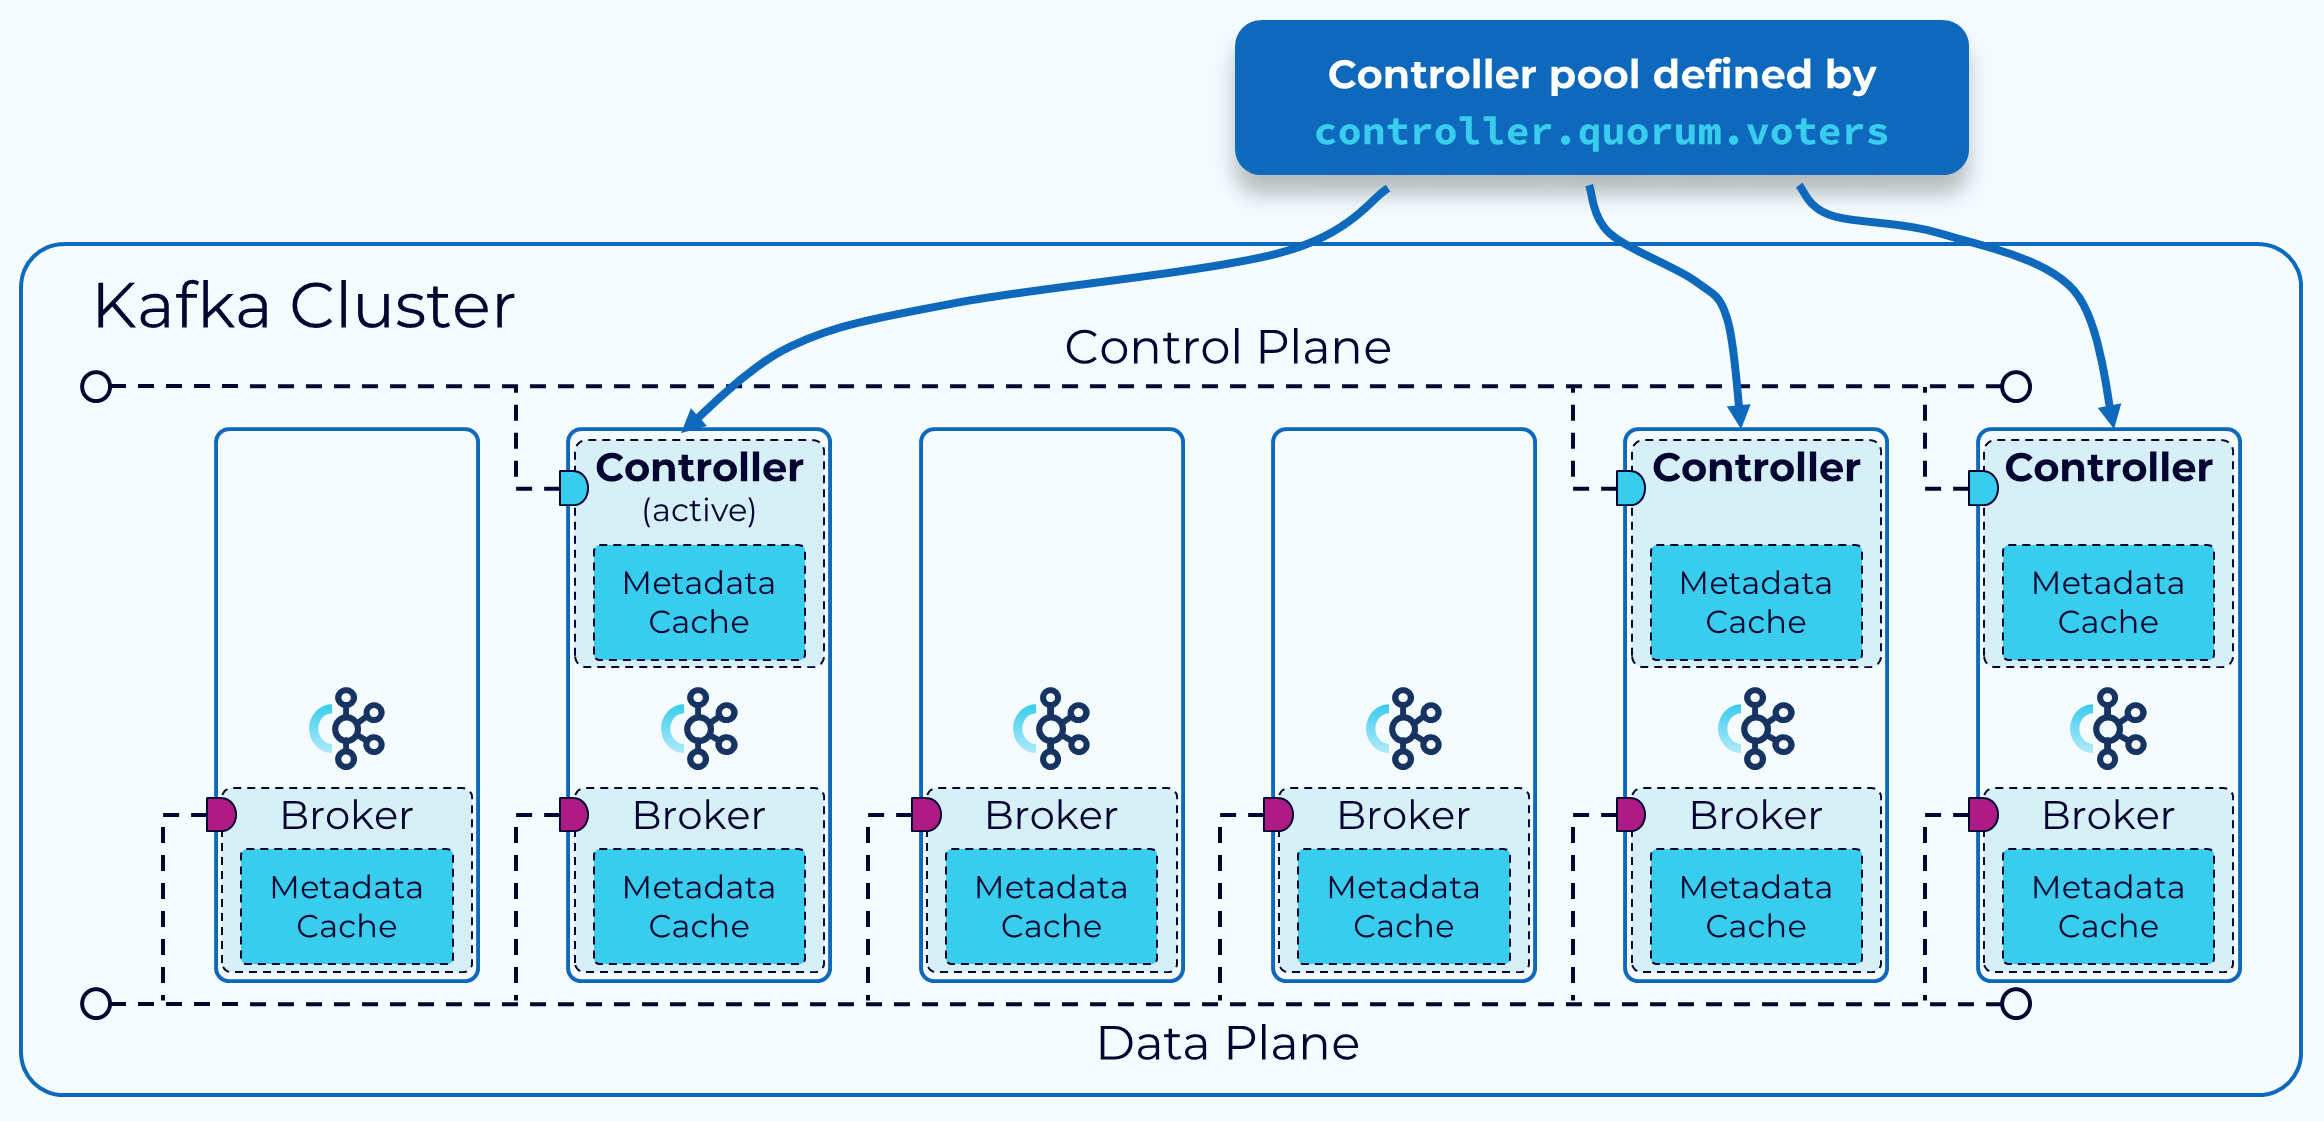 Controller pool defined by
controller.quorum.voters
Kafka Cluster
Control Plane
Controller
(active)
Metadata
Cache
Controller
Metadata
Cache
Controller
Metadata
Cache
Broker
Metadata
Cache
Broker
Metadata
Cache
Broker
Metadata
Cache
Broker
Metadata
Cache
Broker
Metadata
Cache
Broker
Metadata
Cache
Data Plane